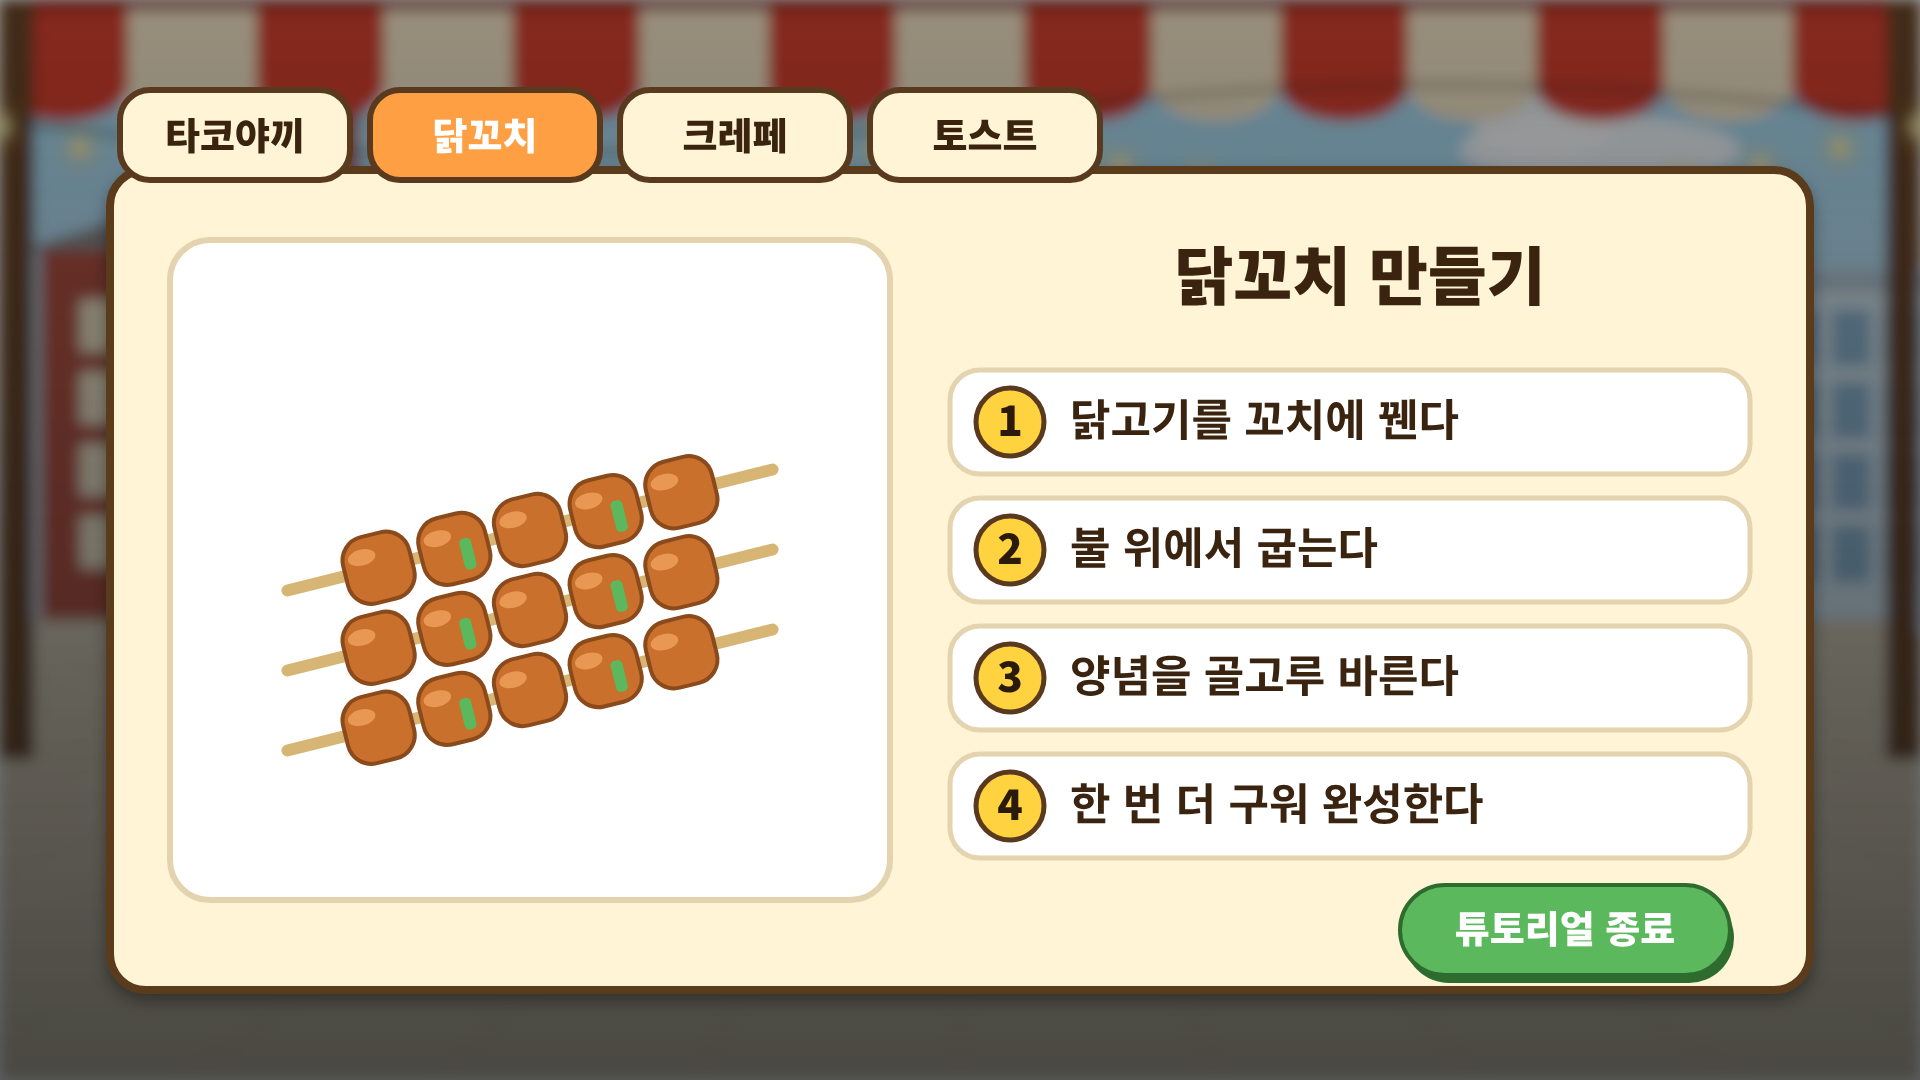 타코야끼
닭꼬치
크레페
토스트
닭꼬치 만들기
1 닭고기를 꼬치에 꿴다
2 불 위에서 굽는다
3 양념을 골고루 바른다
4 한 번 더 구워 완성한다
튜토리얼 종료